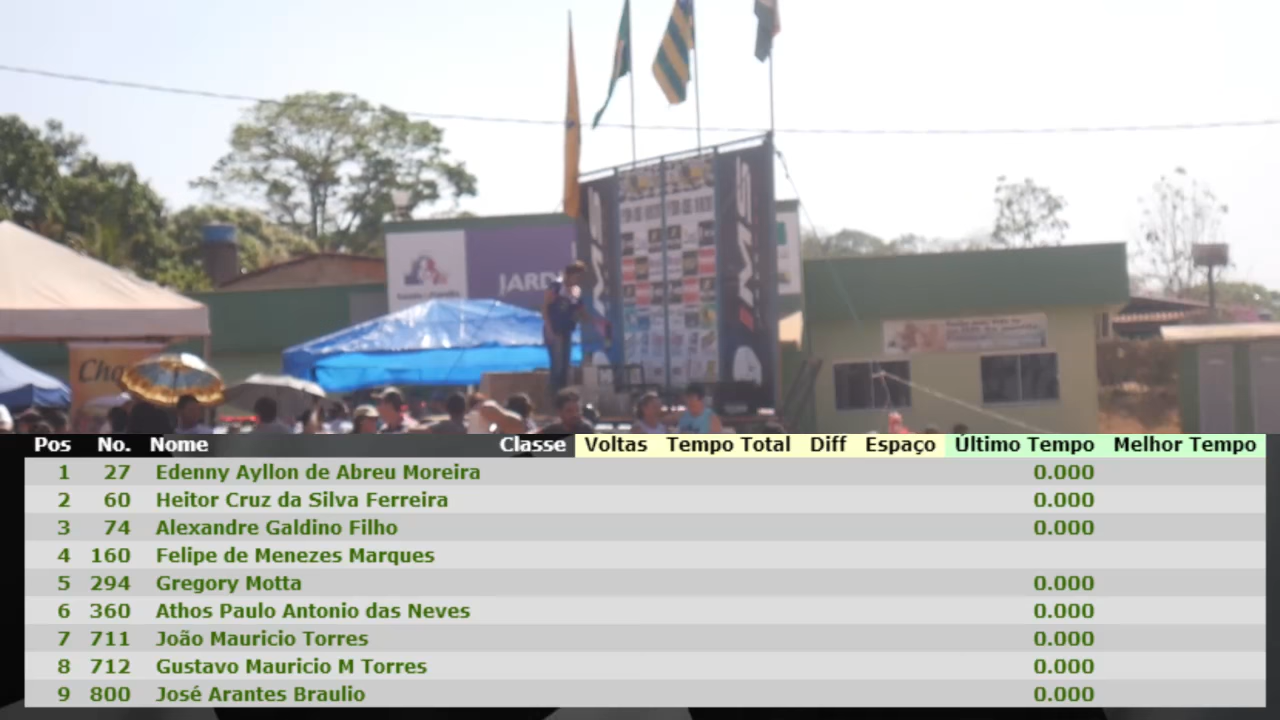 JARDI
IMS
IMS
Cha
Pos No. Nome Classe Voltas Tempo Total Diff Espaço Último Tempo Melhor Tempo
1 27 Edenny Ayllon de Abreu Moreira 0.000
2 60 Heitor Cruz da Silva Ferreira 0.000
3 74 Alexandre Galdino Filho 0.000
4 160 Felipe de Menezes Marques
5 294 Gregory Motta 0.000
6 360 Athos Paulo Antonio das Neves 0.000
7 711 João Mauricio Torres 0.000
8 712 Gustavo Mauricio M Torres 0.000
9 800 José Arantes Braulio 0.000